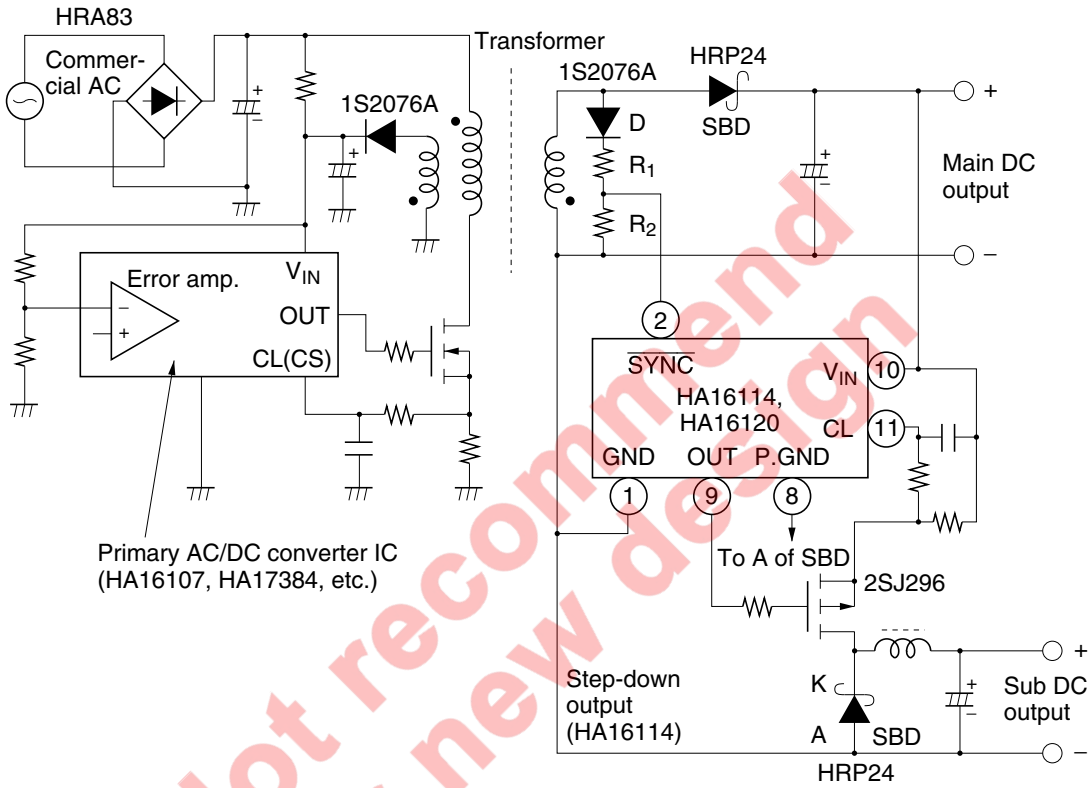 HRA83
Commer-
cial AC
+
−
1S2076A
+
−
Transformer
1S2076A
HRP24
SBD
D
R1
R2
+
−
+
Main DC
output
−
Error amp.
−
+
VIN
OUT
CL(CS)
Primary AC/DC converter IC
(HA16107, HA17384, etc.)
2
SYNC
HA16114,
HA16120
VIN
10
CL
11
GND
OUT
P.GND
1
9
8
To A of SBD
2SJ296
Step-down
output
(HA16114)
K
A
SBD
HRP24
+
−
+
Sub DC
output
−
not recommend
new design